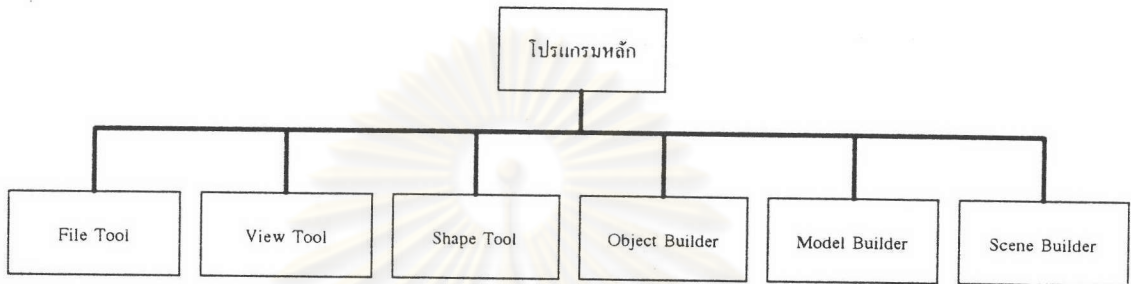 โปรแกรมหลัก
File Tool
View Tool
Shape Tool
Object Builder
Model Builder
Scene Builder